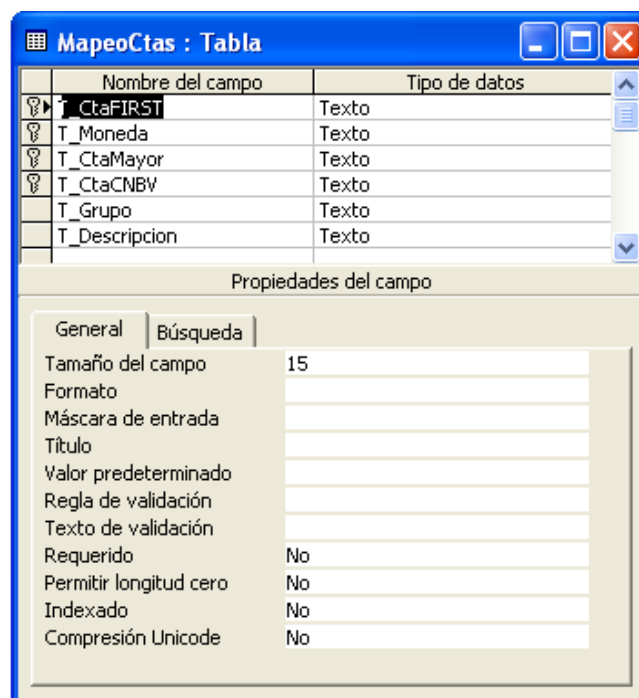 MapeoCtas : Tabla
Nombre del campo Tipo de datos
T_CtaFIRST Texto
T_Moneda Texto
T_CtaMayor Texto
T_CtaCNBV Texto
T_Grupo Texto
T_Descripcion Texto
Propiedades del campo
General Búsqueda
Tamaño del campo 15
Formato
Máscara de entrada
Título
Valor predeterminado
Regla de validación
Texto de validación
Requerido No
Permitir longitud cero No
Indexado No
Compresión Unicode No